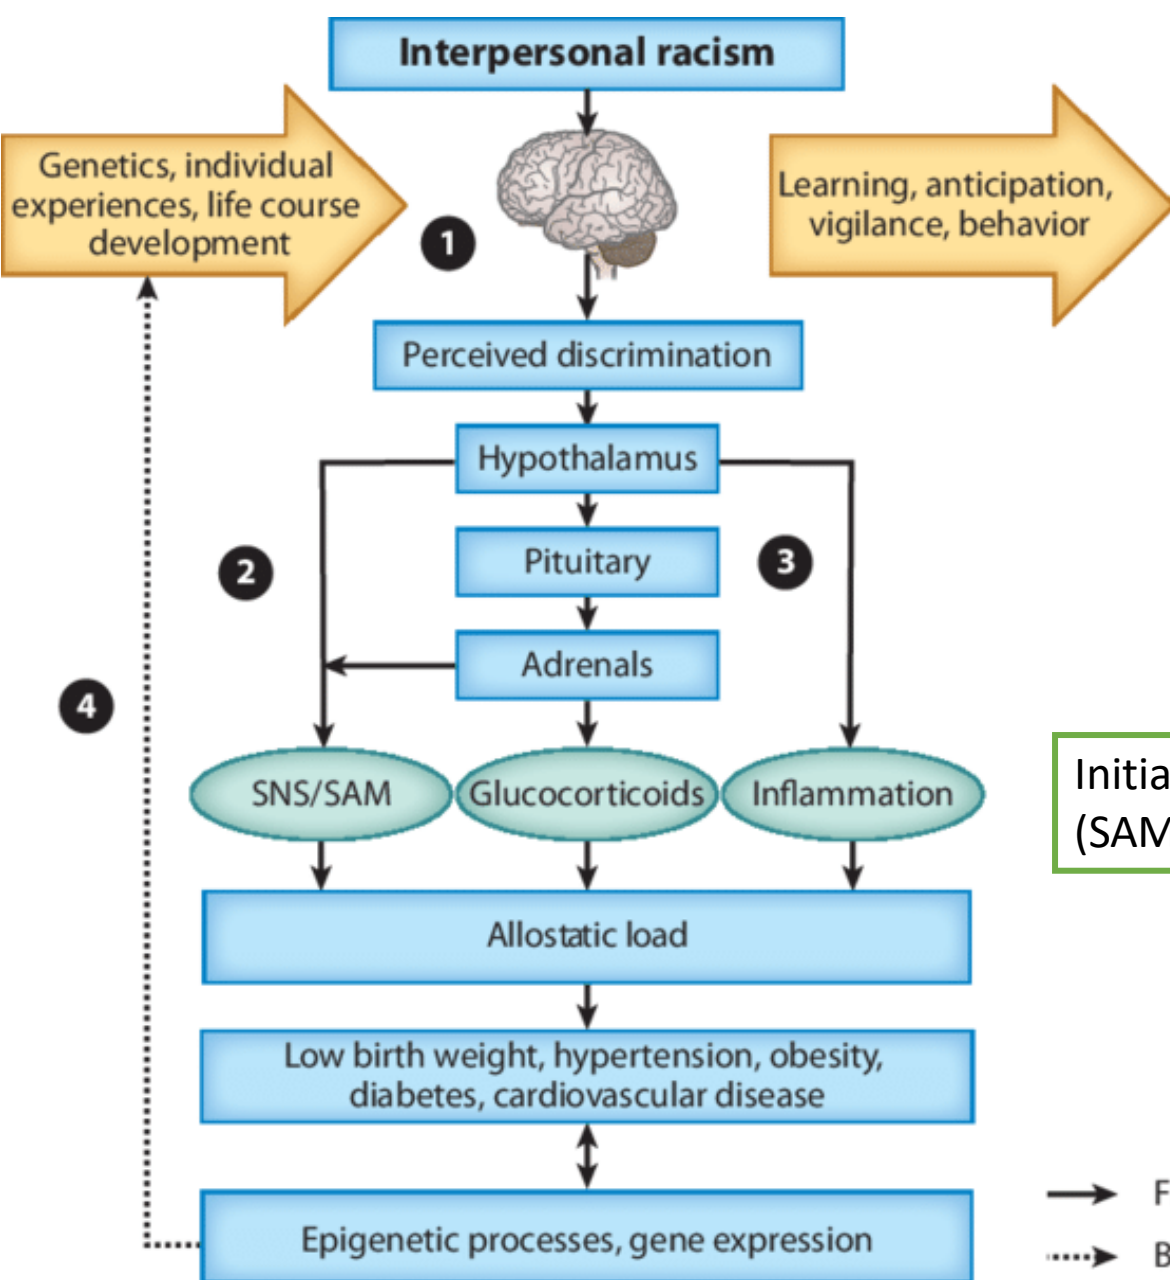 Interpersonal racism
Genetics, individual
experiences, life course
development
1
Learning, anticipation,
vigilance, behavior
Perceived discrimination
Hypothalamus
2
Pituitary
3
Adrenals
4
SNS/SAM
Glucocorticoids
Inflammation
Initia
(SAM
Allostatic load
Low birth weight, hypertension, obesity,
diabetes, cardiovascular disease
F
Epigenetic processes, gene expression
B